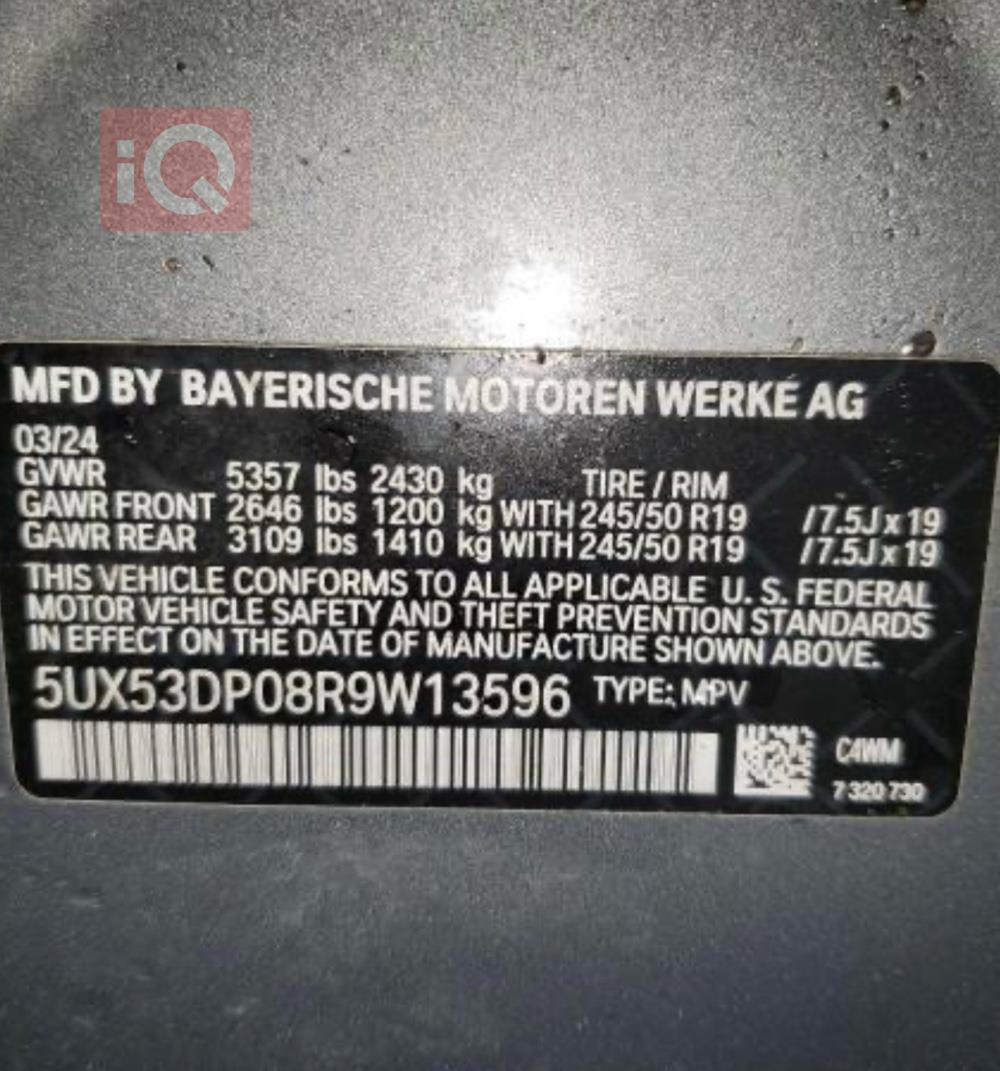 iQ
MFD BY BAYERISCHE MOTOREN WERKE AG
03/24
GVWR 5357 lbs 2430 kg TIRE / RIM
GAWR FRONT 2646 lbs 1200 kg WITH 245/50 R19 /7.5J x 19
GAWR REAR 3109 lbs 1410 kg WITH 245/50 R19 /7.5J x 19
THIS VEHICLE CONFORMS TO ALL APPLICABLE U. S. FEDERAL
MOTOR VEHICLE SAFETY AND THEFT PREVENTION STANDARDS
IN EFFECT ON THE DATE OF MANUFACTURE SHOWN ABOVE.
5UX53DP08R9W13596 TYPE: MPV
C4WM
7 320 730